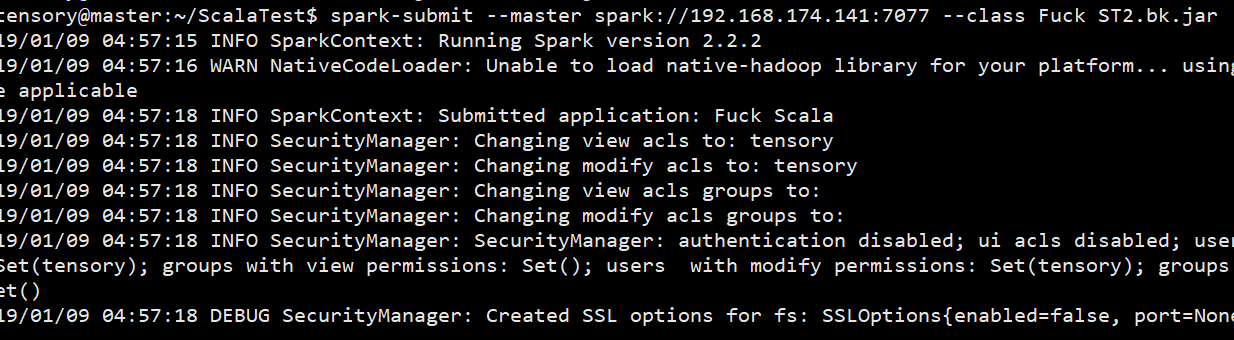 tensory@master:~/ScalaTest$ spark-submit --master spark://192.168.174.141:7077 --class Fuck ST2.bk.jar
19/01/09 04:57:15 INFO SparkContext: Running Spark version 2.2.2
19/01/09 04:57:16 WARN NativeCodeLoader: Unable to load native-hadoop library for your platform... using
e applicable
19/01/09 04:57:18 INFO SparkContext: Submitted application: Fuck Scala
19/01/09 04:57:18 INFO SecurityManager: Changing view acls to: tensory
19/01/09 04:57:18 INFO SecurityManager: Changing modify acls to: tensory
19/01/09 04:57:18 INFO SecurityManager: Changing view acls groups to:
19/01/09 04:57:18 INFO SecurityManager: Changing modify acls groups to:
19/01/09 04:57:18 INFO SecurityManager: SecurityManager: authentication disabled; ui acls disabled; user
Set(tensory); groups with view permissions: Set(); users  with modify permissions: Set(tensory); groups
et()
19/01/09 04:57:18 DEBUG SecurityManager: Created SSL options for fs: SSLOptions{enabled=false, port=None